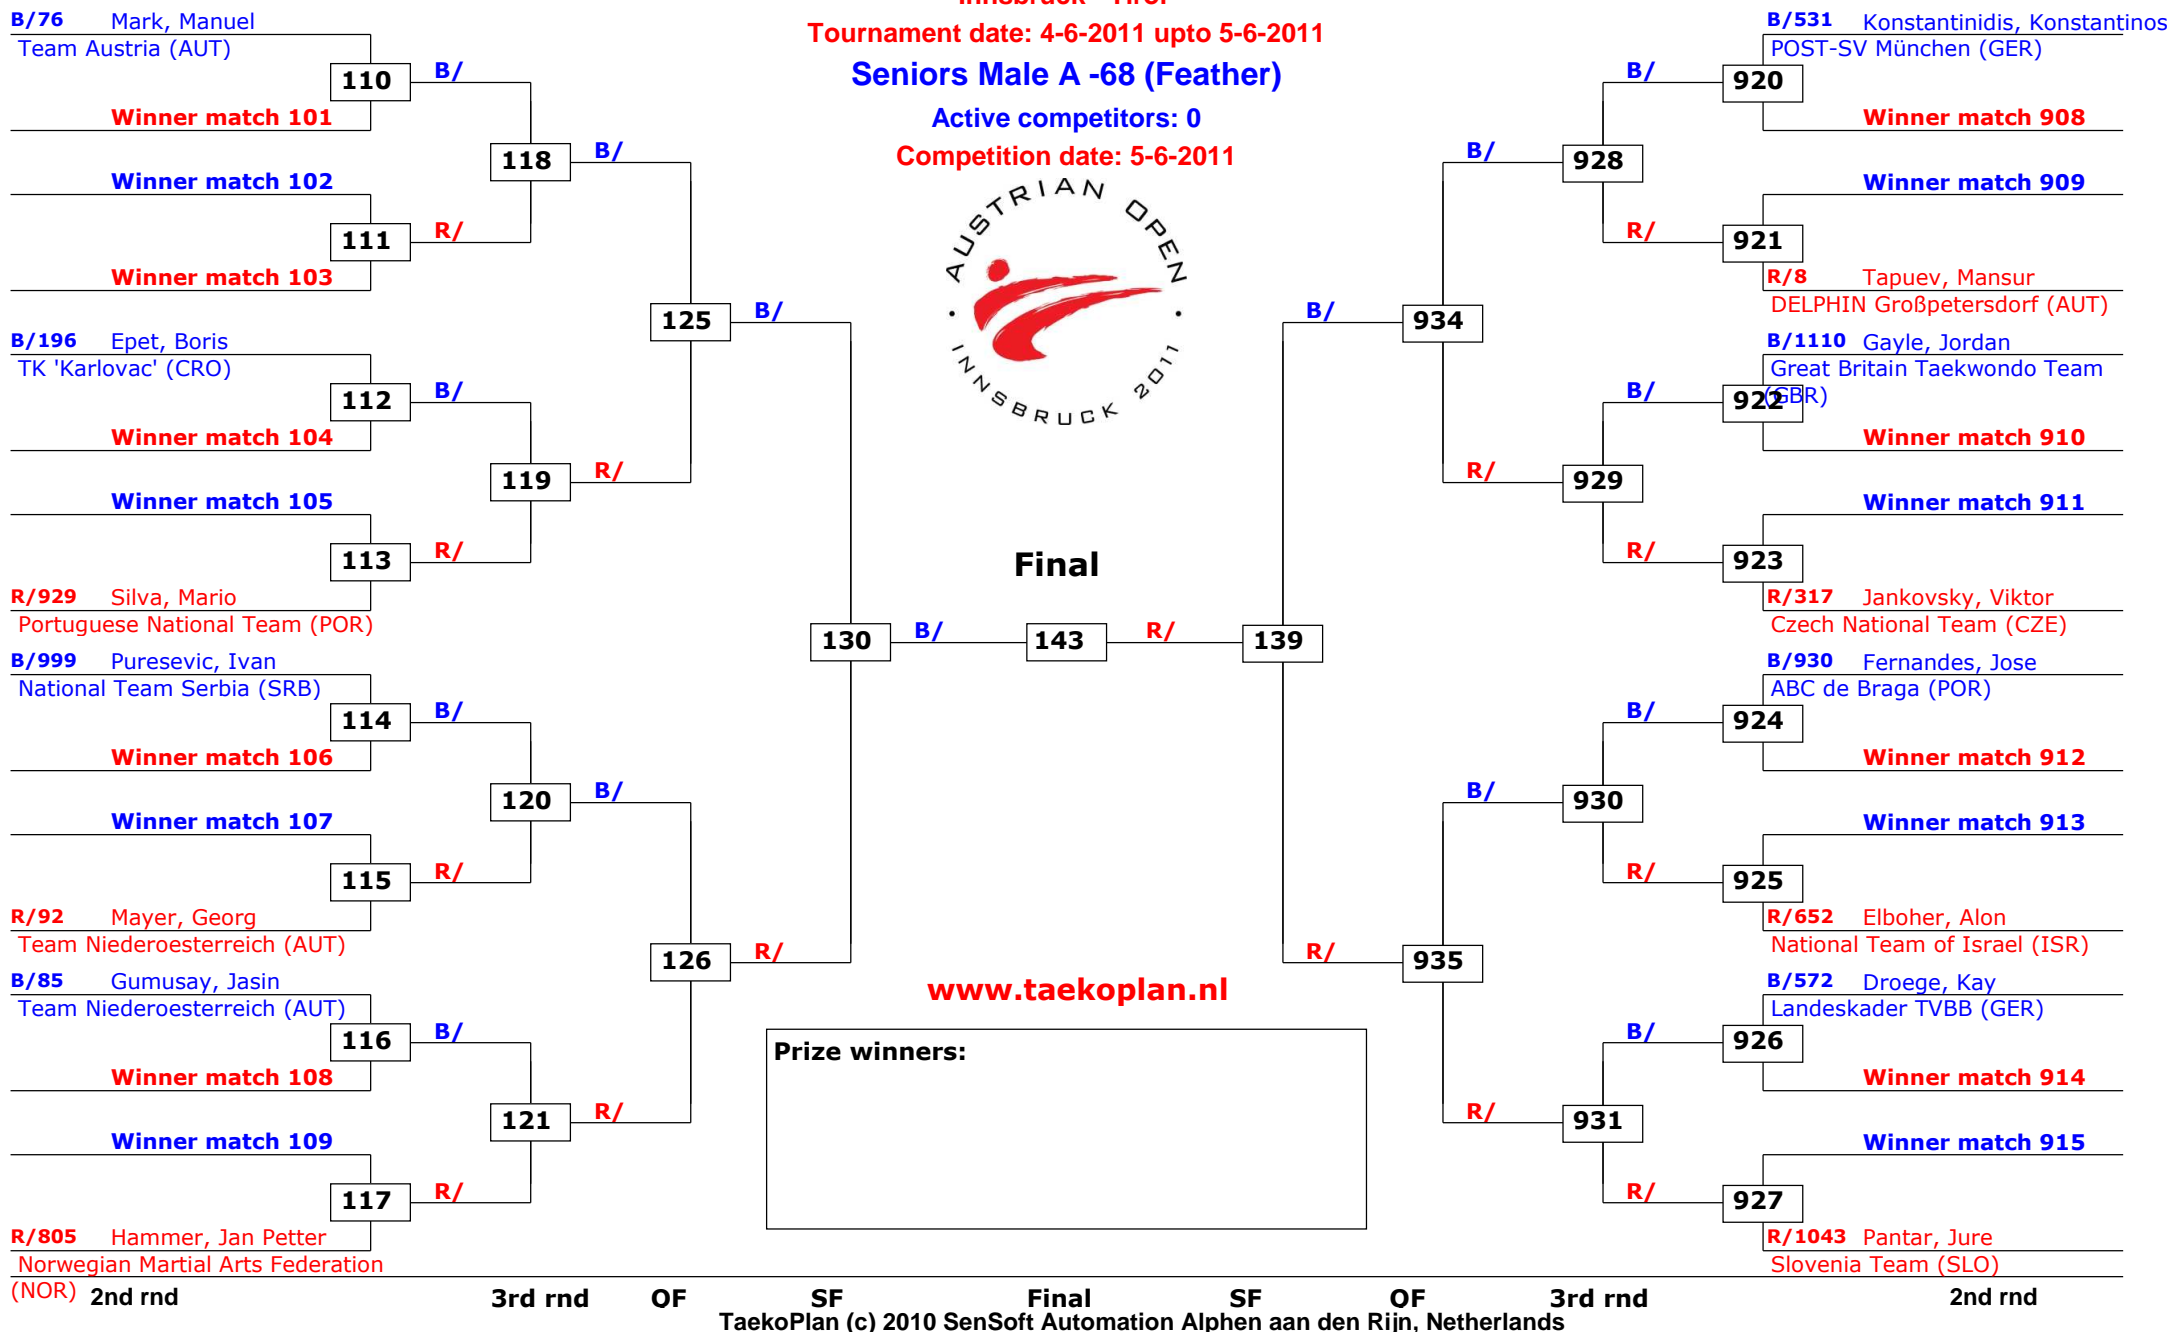 Innsbruck - Tirol
Tournament date: 4-6-2011 upto 5-6-2011
Seniors Male A -68 (Feather)
Active competitors: 0
Competition date: 5-6-2011
AUSTRIAN OPEN
INNSBRUCK 2011
B/76 Mark, Manuel
Team Austria (AUT)
110
B/
Winner match 101
118
B/
Winner match 102
111
R/
Winner match 103
125
B/
B/196 Epet, Boris
TK 'Karlovac' (CRO)
112
B/
Winner match 104
119
R/
Winner match 105
113
R/
R/929 Silva, Mario
Portuguese National Team (POR)
130
B/
B/999 Puresevic, Ivan
National Team Serbia (SRB)
114
B/
Winner match 106
120
B/
Winner match 107
115
R/
R/92 Mayer, Georg
Team Niederoesterreich (AUT)
126
R/
B/85 Gumusay, Jasin
Team Niederoesterreich (AUT)
116
B/
Winner match 108
121
R/
Winner match 109
117
R/
R/805 Hammer, Jan Petter
Norwegian Martial Arts Federation
(NOR)
Final
143
R/
139
B/531 Konstantinidis, Konstantinos
POST-SV München (GER)
B/
920
Winner match 908
B/
928
Winner match 909
R/
921
R/8 Tapuev, Mansur
DELPHIN Großpetersdorf (AUT)
B/
934
B/1110 Gayle, Jordan
Great Britain Taekwondo Team
(GBR)
B/
922
Winner match 910
R/
929
Winner match 911
R/
923
R/317 Jankovsky, Viktor
Czech National Team (CZE)
B/930 Fernandes, Jose
ABC de Braga (POR)
B/
924
Winner match 912
B/
930
Winner match 913
R/
925
R/652 Elboher, Alon
National Team of Israel (ISR)
R/
935
B/572 Droege, Kay
Landeskader TVBB (GER)
B/
926
Winner match 914
R/
931
Winner match 915
R/
927
R/1043 Pantar, Jure
Slovenia Team (SLO)
www.taekoplan.nl
Prize winners:
2nd rnd 3rd rnd QF SF Final SF QF 3rd rnd 2nd rnd
TaekoPlan (c) 2010 SenSoft Automation Alphen aan den Rijn, Netherlands